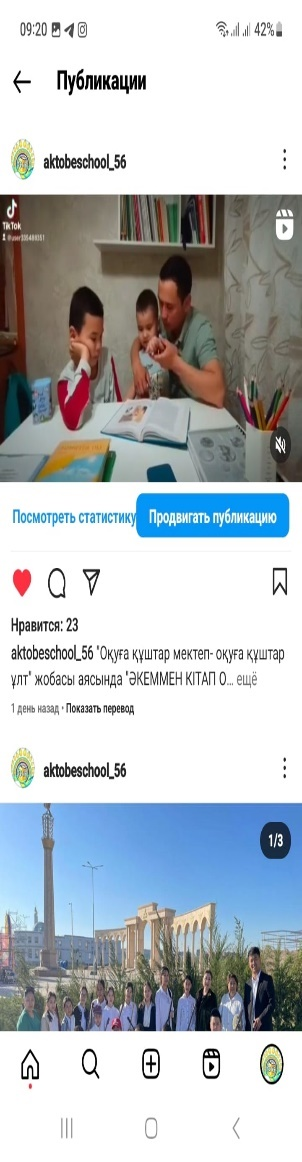 09:20 42%
Публикации
aktobeschool_56
TikTok
Посмотреть статистику Продвигать публикацию
Нравится: 23
aktobeschool_56 "Оқуға құштар мектеп- оқуға құштар
ұлт" жобасы аясында "ӘКЕММЕН КІТАП О... ещё
1 день назад · Показать перевод
aktobeschool_56
1/3